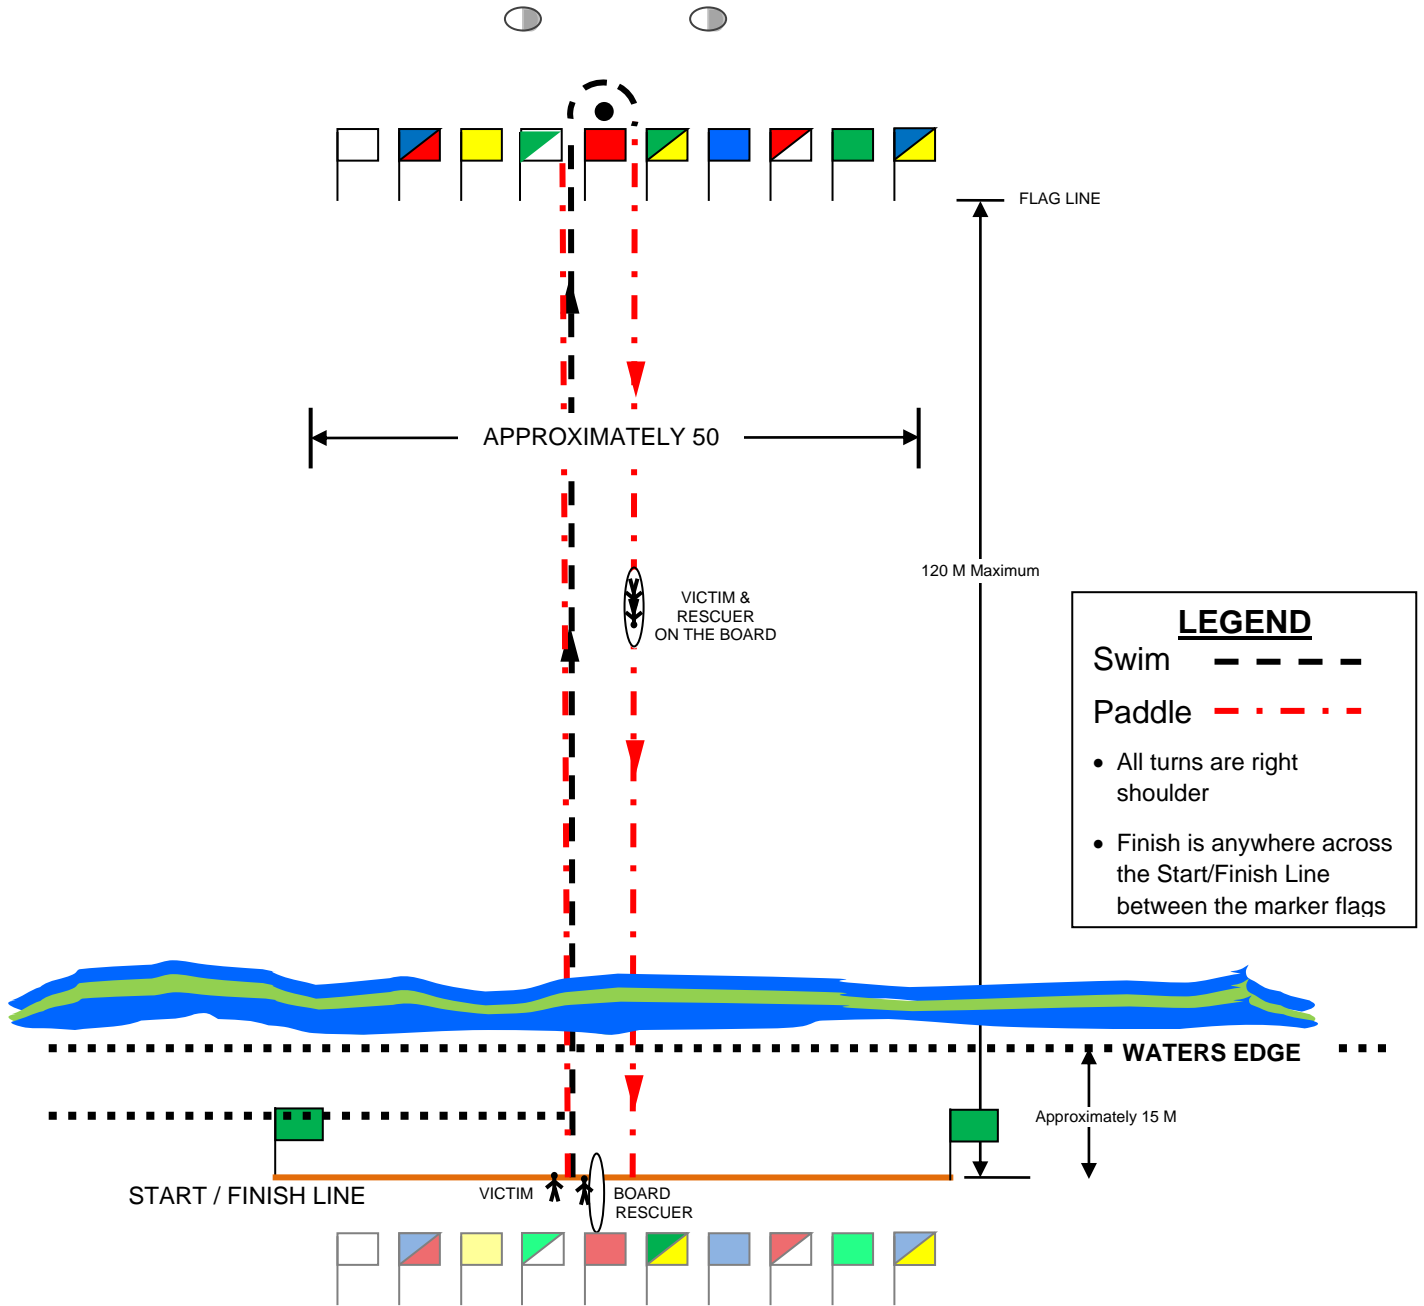 FLAG LINE
APPROXIMATELY 50
120 M Maximum
VICTIM &
RESCUER
ON THE BOARD
LEGEND
Swim
Paddle
• All turns are right
shoulder
• Finish is anywhere across
the Start/Finish Line
between the marker flags
WATERS EDGE
Approximately 15 M
START / FINISH LINE
VICTIM
BOARD
RESCUER